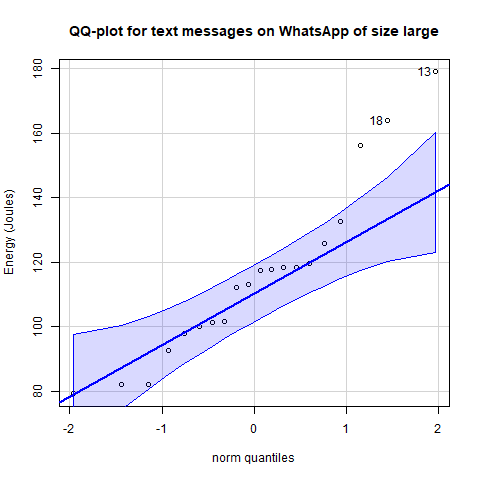 QQ-plot for text messages on WhatsApp of size large
Energy (Joules)
180
160
140
120
100
80
13
18
-2 -1 0 1 2
norm quantiles